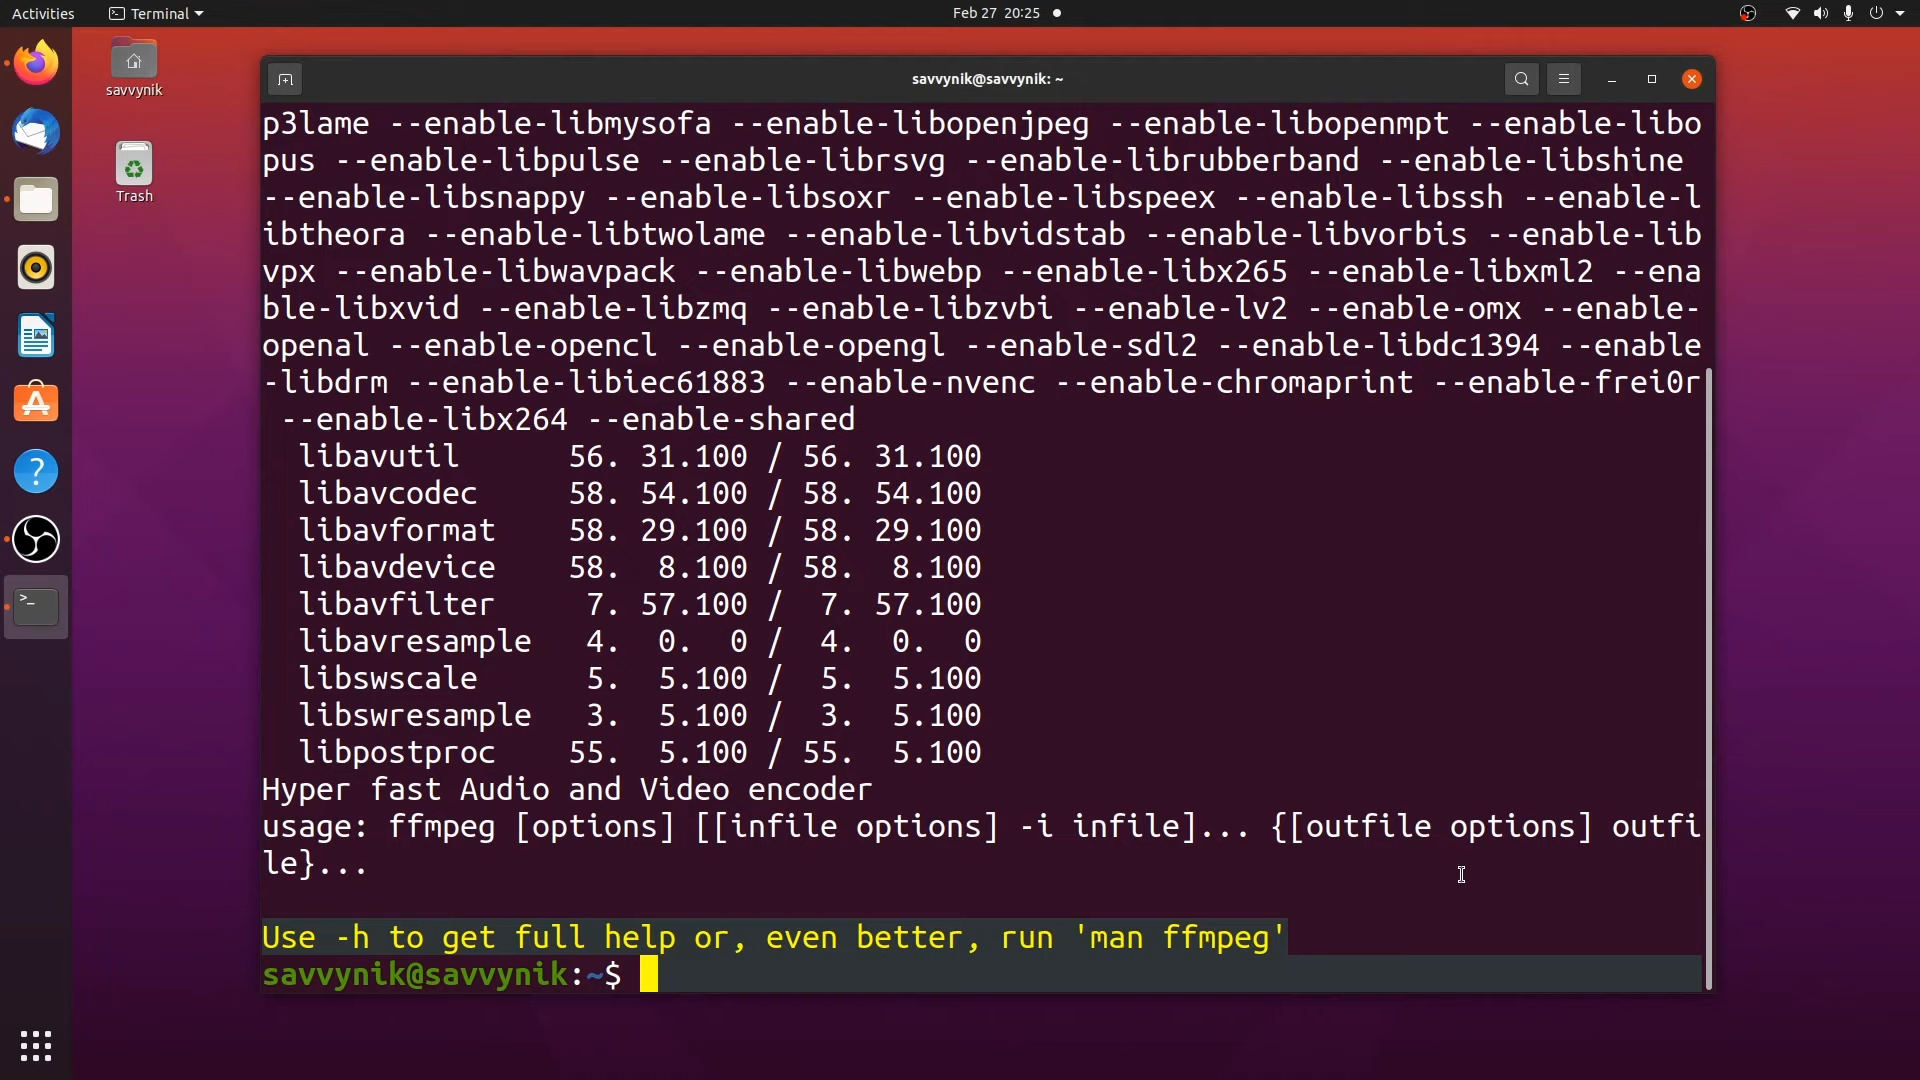 Activities
Terminal
Feb 27 20:25
savvynik
Trash
savvynik@savvynik: ~
p3lame --enable-libmysofa --enable-libopenjpeg --enable-libopenmpt --enable-libo
pus --enable-libpulse --enable-librsvg --enable-librubberband --enable-libshine
--enable-libsnappy --enable-libsoxr --enable-libspeex --enable-libssh --enable-l
ibtheora --enable-libtwolame --enable-libvidstab --enable-libvorbis --enable-lib
vpx --enable-libwavpack --enable-libwebp --enable-libx265 --enable-libxml2 --ena
ble-libxvid --enable-libzmq --enable-libzvbi --enable-lv2 --enable-omx --enable-
openal --enable-opencl --enable-opengl --enable-sdl2 --enable-libdc1394 --enable
-libdrm --enable-libiec61883 --enable-nvenc --enable-chromaprint --enable-frei0r
 --enable-libx264 --enable-shared
  libavutil      56. 31.100 / 56. 31.100
  libavcodec     58. 54.100 / 58. 54.100
  libavformat    58. 29.100 / 58. 29.100
  libavdevice    58.  8.100 / 58.  8.100
  libavfilter     7. 57.100 /  7. 57.100
  libavresample   4.  0.  0 /  4.  0.  0
  libswscale      5.  5.100 /  5.  5.100
  libswresample   3.  5.100 /  3.  5.100
  libpostproc    55.  5.100 / 55.  5.100
Hyper fast Audio and Video encoder
usage: ffmpeg [options] [[infile options] -i infile]... {[outfile options] outfi
le}...
Use -h to get full help or, even better, run 'man ffmpeg'
savvynik@savvynik:~$